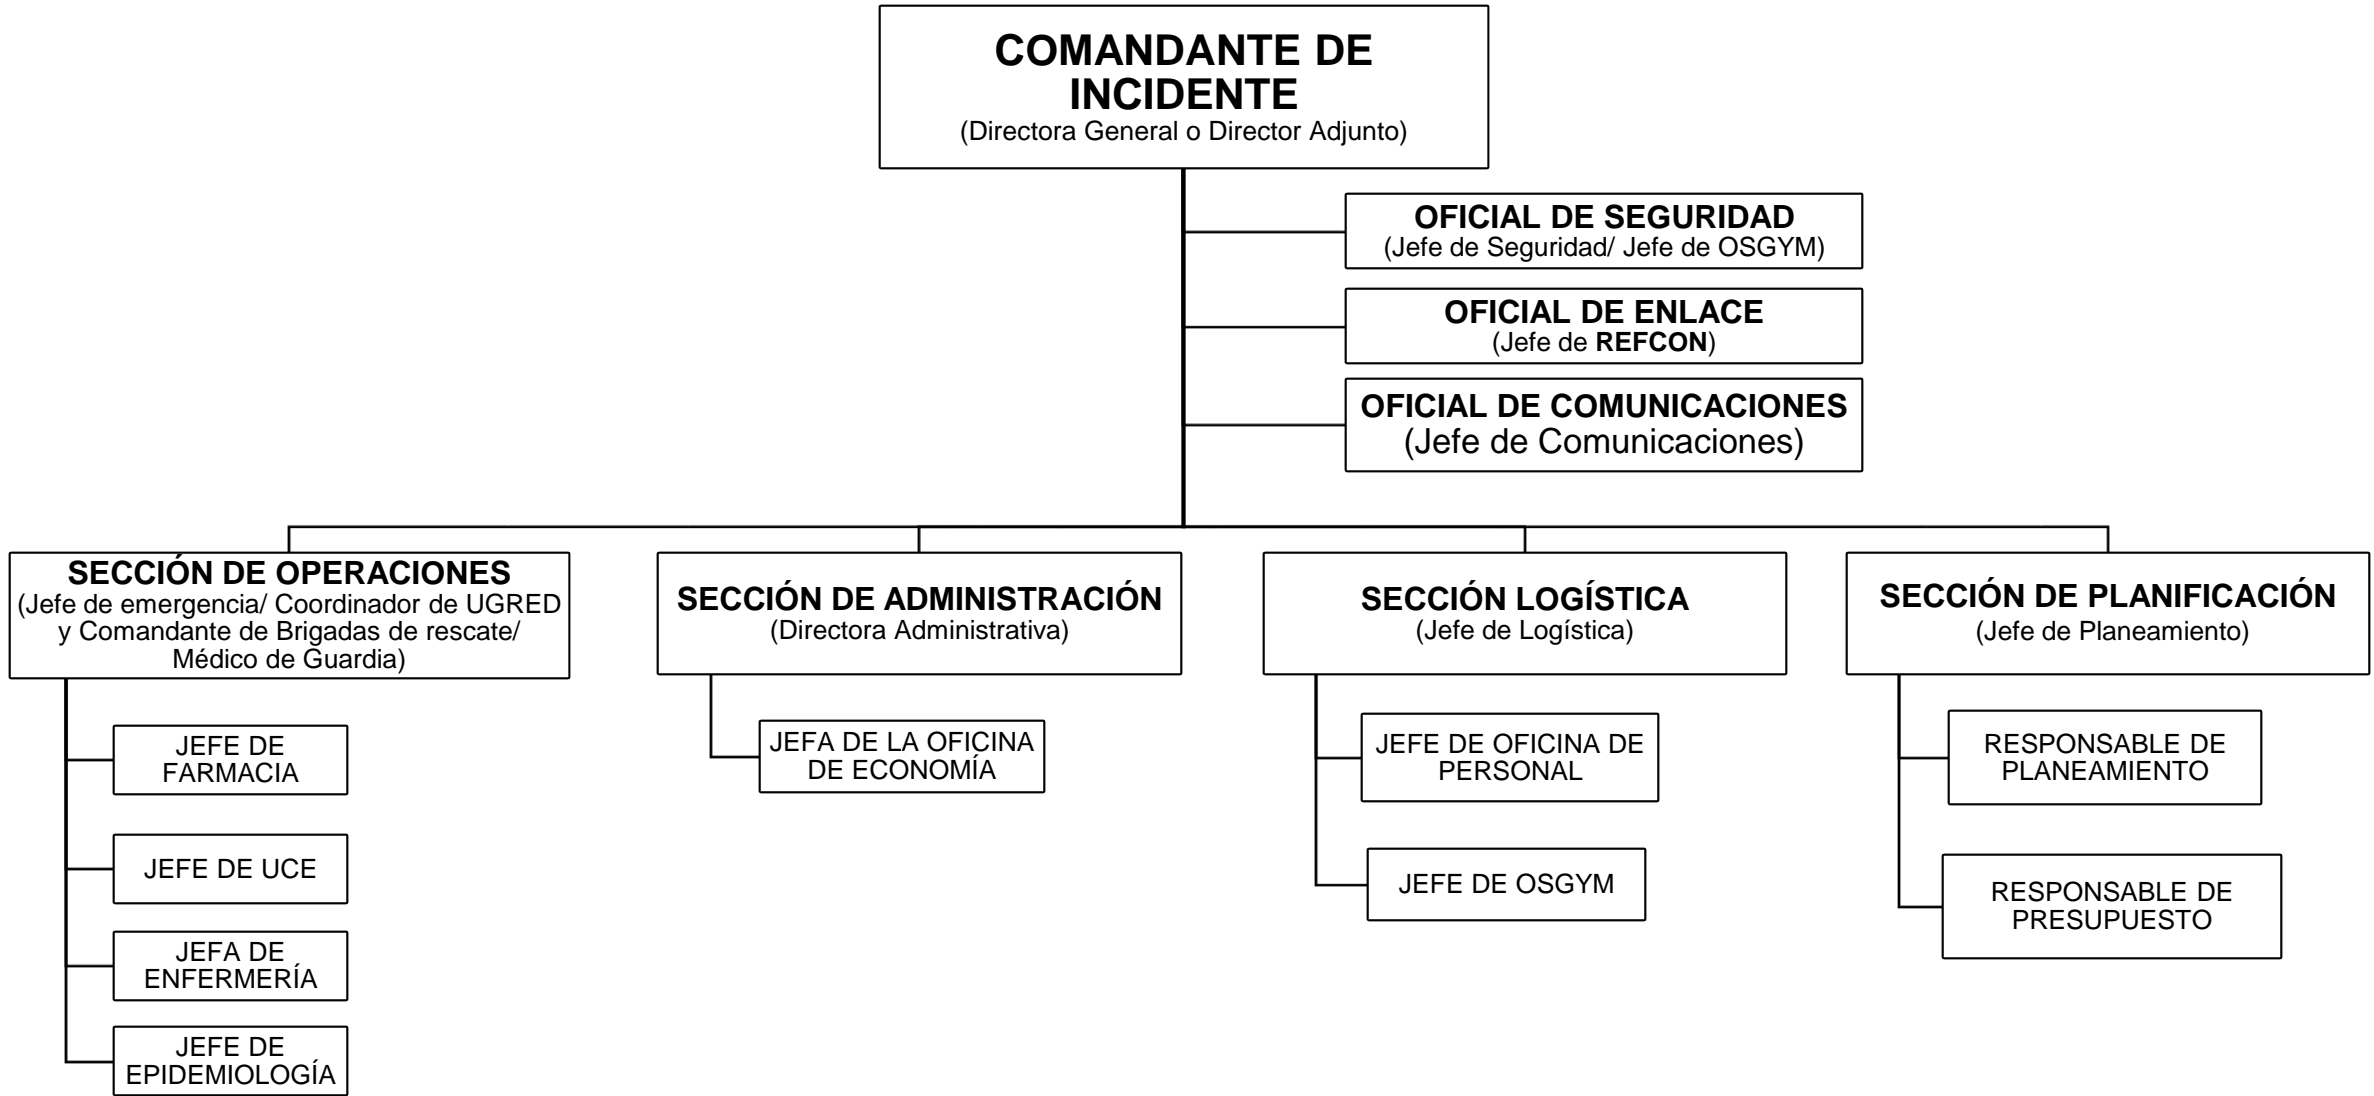 COMANDANTE DE
INCIDENTE
(Directora General o Director Adjunto)
OFICIAL DE SEGURIDAD
(Jefe de Seguridad/ Jefe de OSGYM)
OFICIAL DE ENLACE
(Jefe de REFCON)
OFICIAL DE COMUNICACIONES
(Jefe de Comunicaciones)
SECCIÓN DE OPERACIONES
(Jefe de emergencia/ Coordinador de UGRED
y Comandante de Brigadas de rescate/
Médico de Guardia)
JEFE DE
FARMACIA
JEFE DE UCE
JEFA DE
ENFERMERÍA
JEFE DE
EPIDEMIOLOGÍA
SECCIÓN DE ADMINISTRACIÓN
(Directora Administrativa)
JEFA DE LA OFICINA
DE ECONOMÍA
SECCIÓN LOGÍSTICA
(Jefe de Logística)
JEFE DE OFICINA DE
PERSONAL
JEFE DE OSGYM
SECCIÓN DE PLANIFICACIÓN
(Jefe de Planeamiento)
RESPONSABLE DE
PLANEAMIENTO
RESPONSABLE DE
PRESUPUESTO